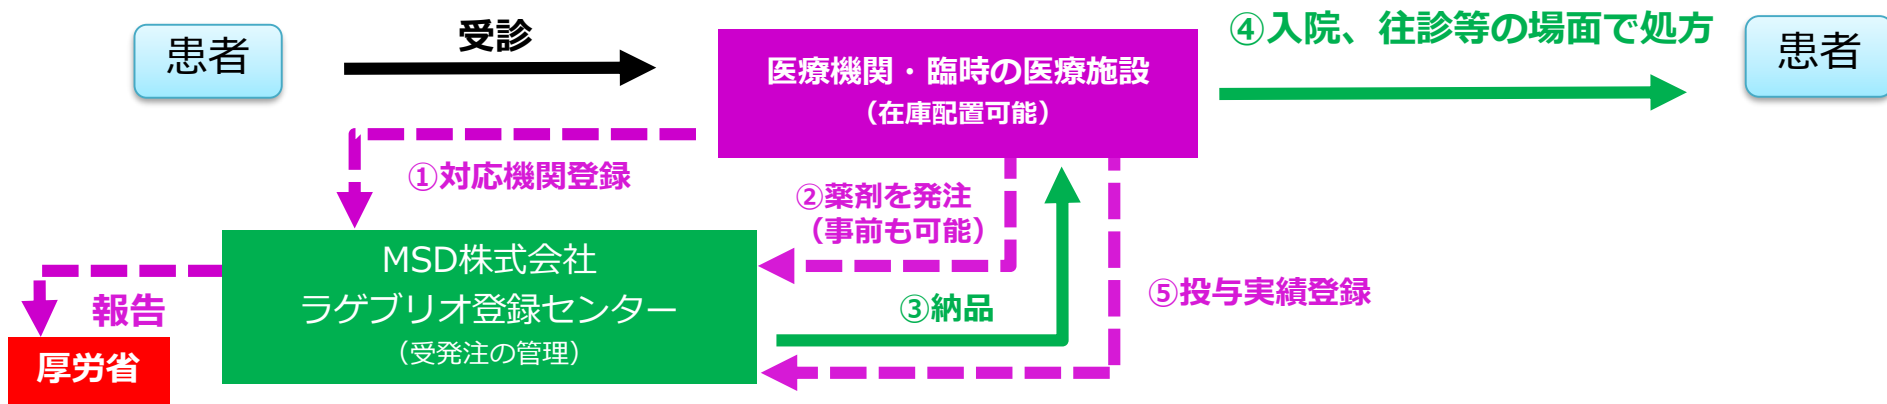 患者
受診
医療機関・臨時の医療施設
（在庫配置可能）
④入院、往診等の場面で処方
患者
①対応機関登録
②薬剤を発注
（事前も可能）
MSD株式会社
ラゲブリオ登録センター
（受発注の管理）
③納品
⑤投与実績登録
報告
厚労省